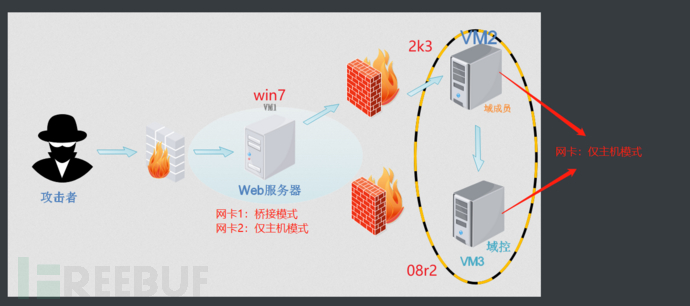 VM2
2k3
win7
VM1
域成员
网卡：仅主机模式
攻击者
Web服务器
网卡1：桥接模式
网卡2：仅主机模式
域控
VM3
08r2
FREEBUF